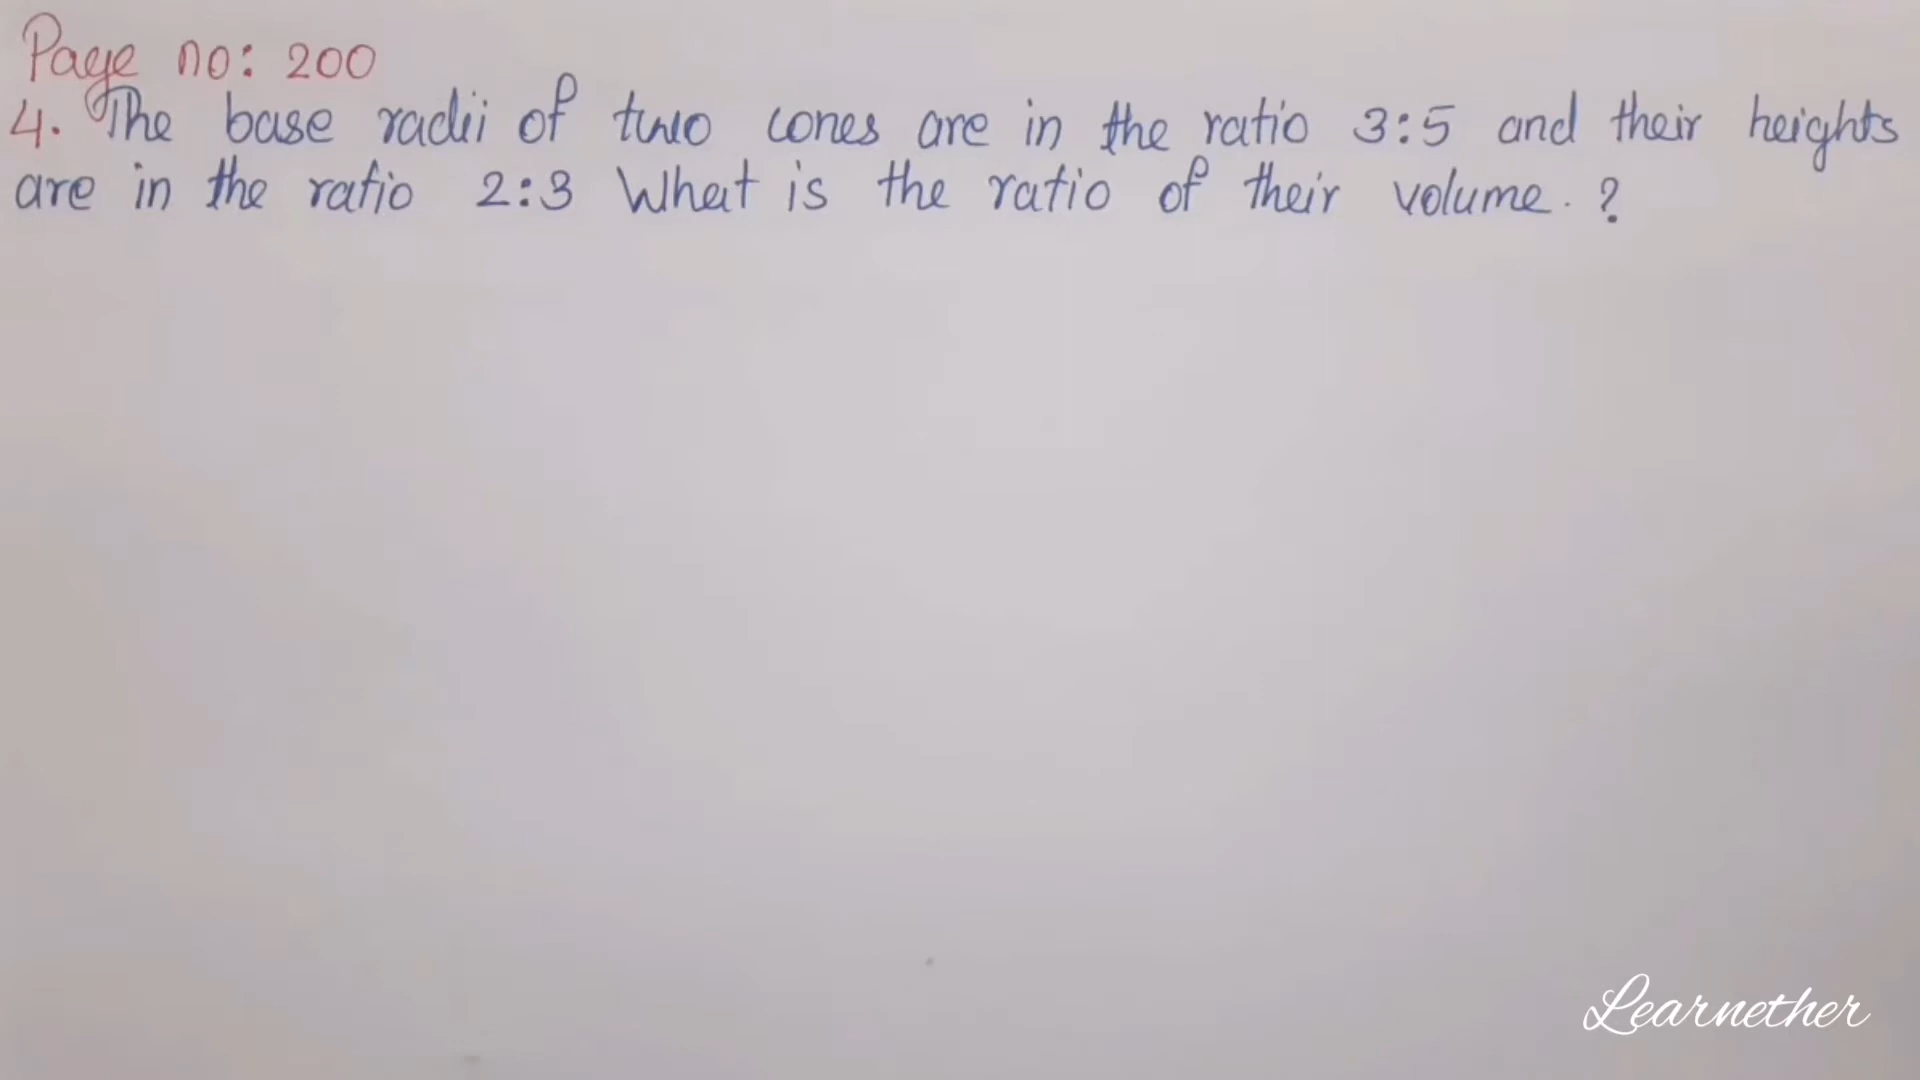 Page no: 200
4. The base radii of two cones are in the ratio 3:5 and their heights
are in the ratio 2:3 What is the ratio of their volume. ?
Learnether